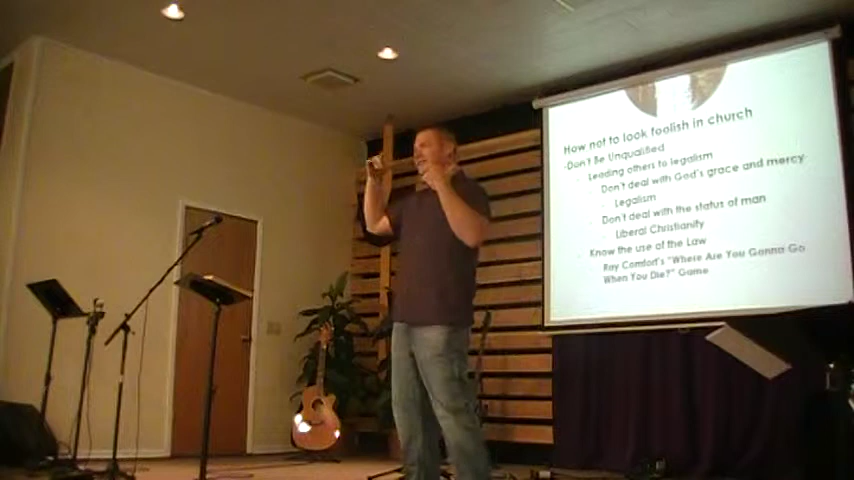 How not to look foolish in church
-Don't Be Unqualified
Leading others to legalism
Don't deal with God's grace and mercy
Legalism
Don't deal with the status of man
Liberal Christianity
Know the use of the Law
Ray Comfort's "Where Are You Gonna Go
When You Die?" Game